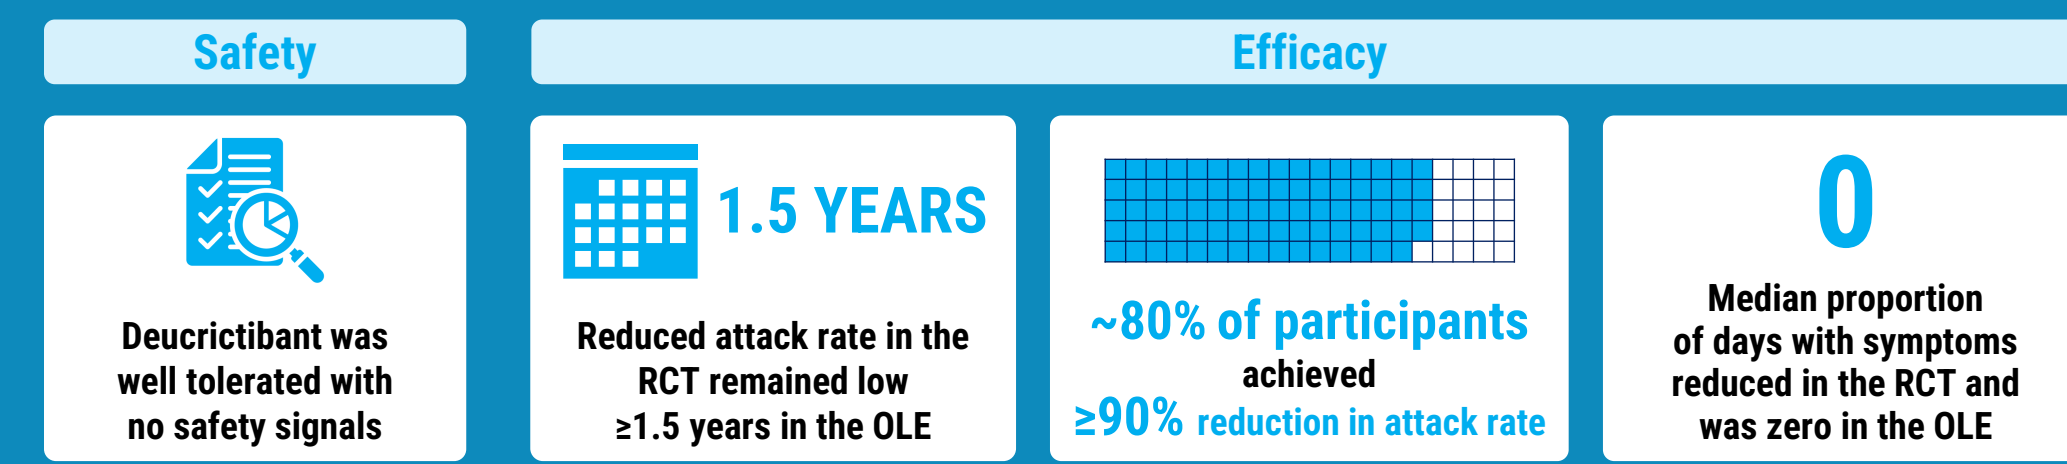 Safety
Efficacy
Deucrictibant was
well tolerated with
no safety signals
1.5 YEARS
Reduced attack rate in the
RCT remained low
≥1.5 years in the OLE
~80% of participants
achieved
≥90% reduction in attack rate
0
Median proportion
of days with symptoms
reduced in the RCT and
was zero in the OLE